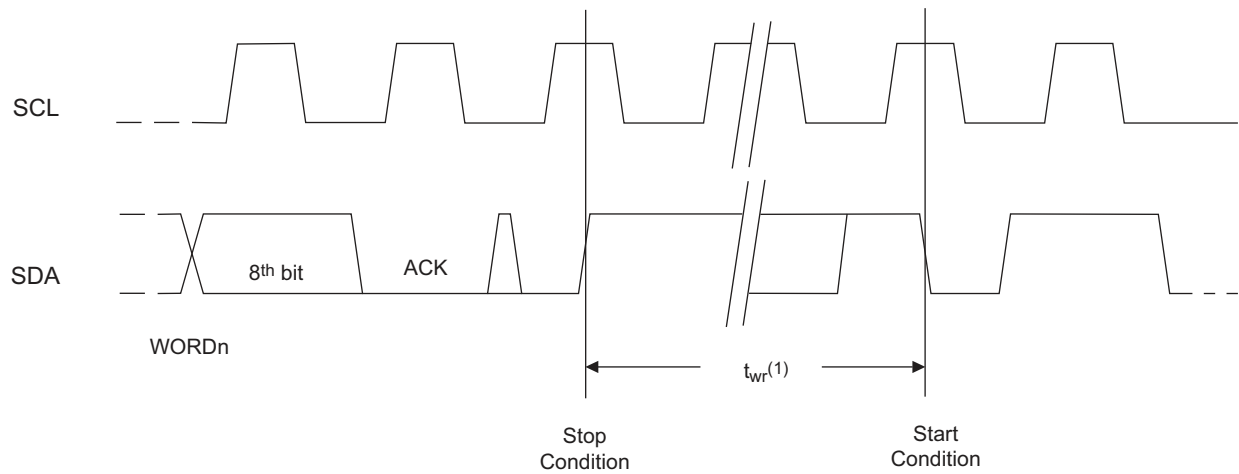 SCL
SDA
8th bit
ACK
WORDn
twr(1)
Stop
Condition
Start
Condition